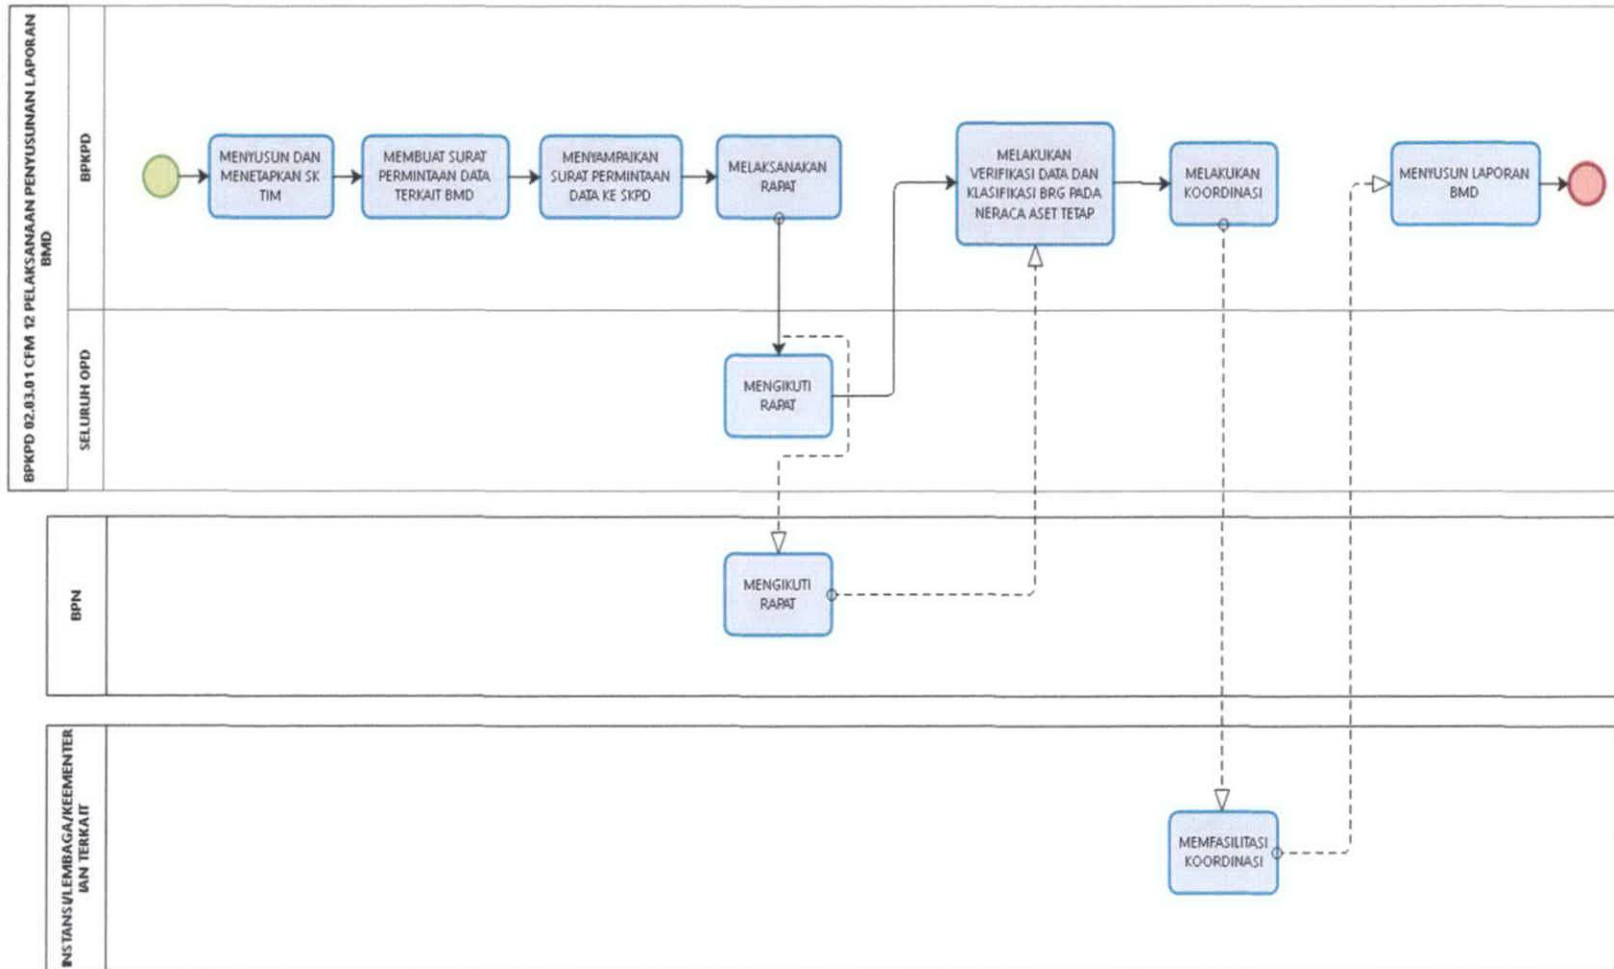 BPKPD 02.03.01 CFM 12 PELAKSANAAN PENYUSUNAN LAPORAN
BMD
BPKPD
MENYUSUN DAN
MENETAPKAN SK
TIM
MEMBUAT SURAT
PERMINTAAN DATA
TERKAIT BMD
MENYAMPAIKAN
SURAT PERMINTAAN
DATA KE SKPD
MELAKSANAKAN
RAPAT
MELAKUKAN
VERIFIKASI DATA DAN
KLASIFIKASI BRG PADA
NERACA ASET TETAP
MELAKUKAN
KOORDINASI
MENYUSUN LAPORAN
BMD
SELURUH OPD
MENGIKUTI
RAPAT
BPN
MENGIKUTI
RAPAT
INSTANSI/LEMBAGA/KEEMENTER
IAN TERKAIT
MEMFASILITASI
KOORDINASI